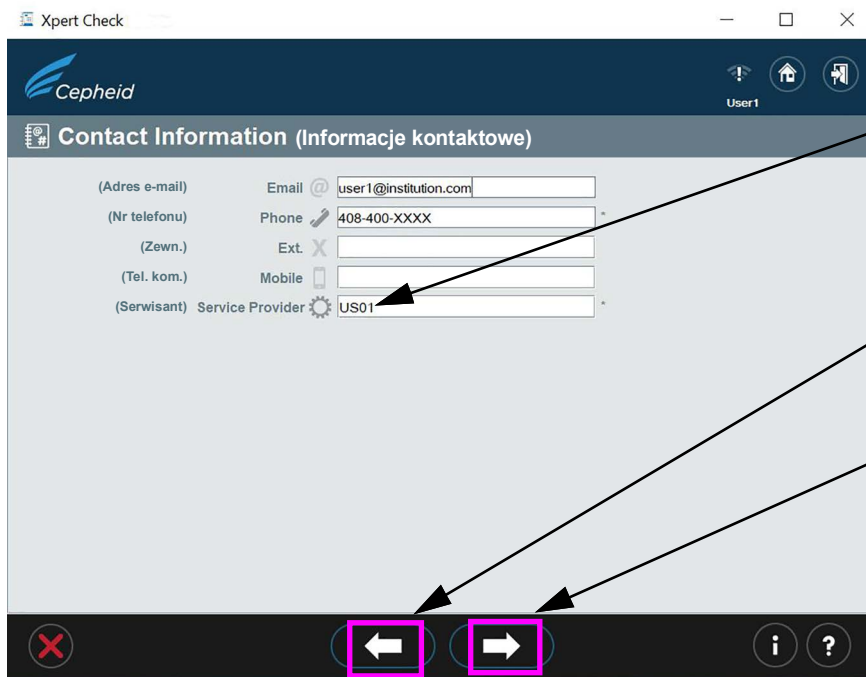 Xpert Check
Cepheid
User1
Contact Information (Informacje kontaktowe)
(Adres e-mail) Email @ user1@institution.com
(Nr telefonu) Phone 408-400-XXXX *
(Zewn.) Ext. X
(Tel. kom.) Mobile
(Serwisant) Service Provider US01 *
i ?